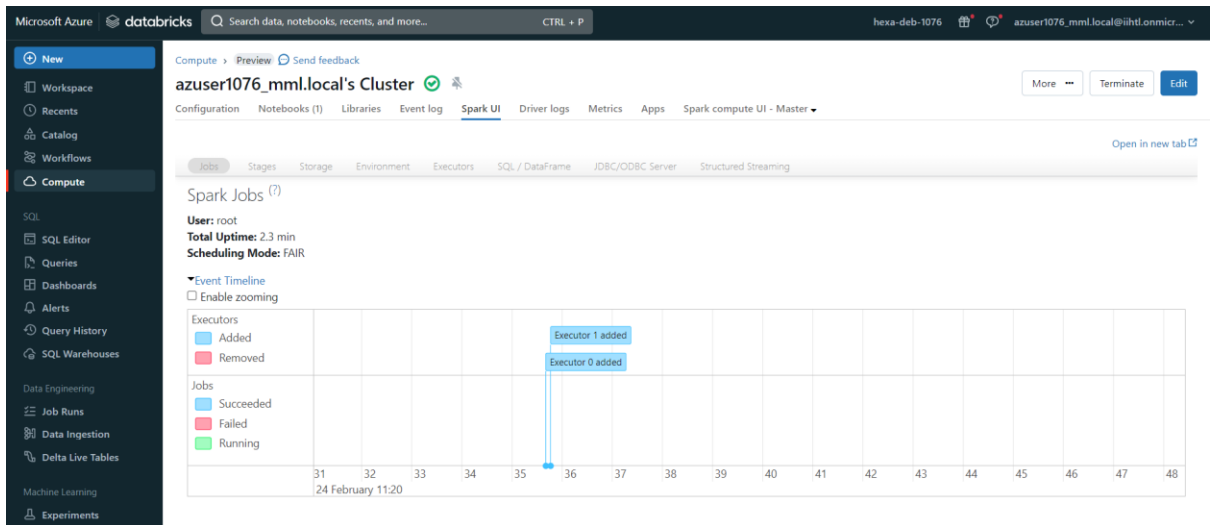 Microsoft Azure databricks Search data, notebooks, recents, and more... CTRL + P hexa-deb-1076 azuser1076_mml.local@iihtl.onmicr...
New
Workspace
Recents
Catalog
Workflows
Compute
SQL
SQL Editor
Queries
Dashboards
Alerts
Query History
SQL Warehouses
Data Engineering
Job Runs
Data Ingestion
Delta Live Tables
Machine Learning
Experiments
Compute > Preview Send feedback
azuser1076_mml.local's Cluster
More ... Terminate Edit
Configuration Notebooks (1) Libraries Event log Spark UI Driver logs Metrics Apps Spark compute UI - Master
Open in new tab
Jobs Stages Storage Environment Executors SQL / DataFrame JDBC/ODBC Server Structured Streaming
Spark Jobs (?)
User: root
Total Uptime: 2.3 min
Scheduling Mode: FAIR
Event Timeline
Enable zooming
Executors
Added
Removed
Executor 1 added
Executor 0 added
Jobs
Succeeded
Failed
Running
31 32 33 34 35 36 37 38 39 40 41 42 43 44 45 46 47 48
24 February 11:20